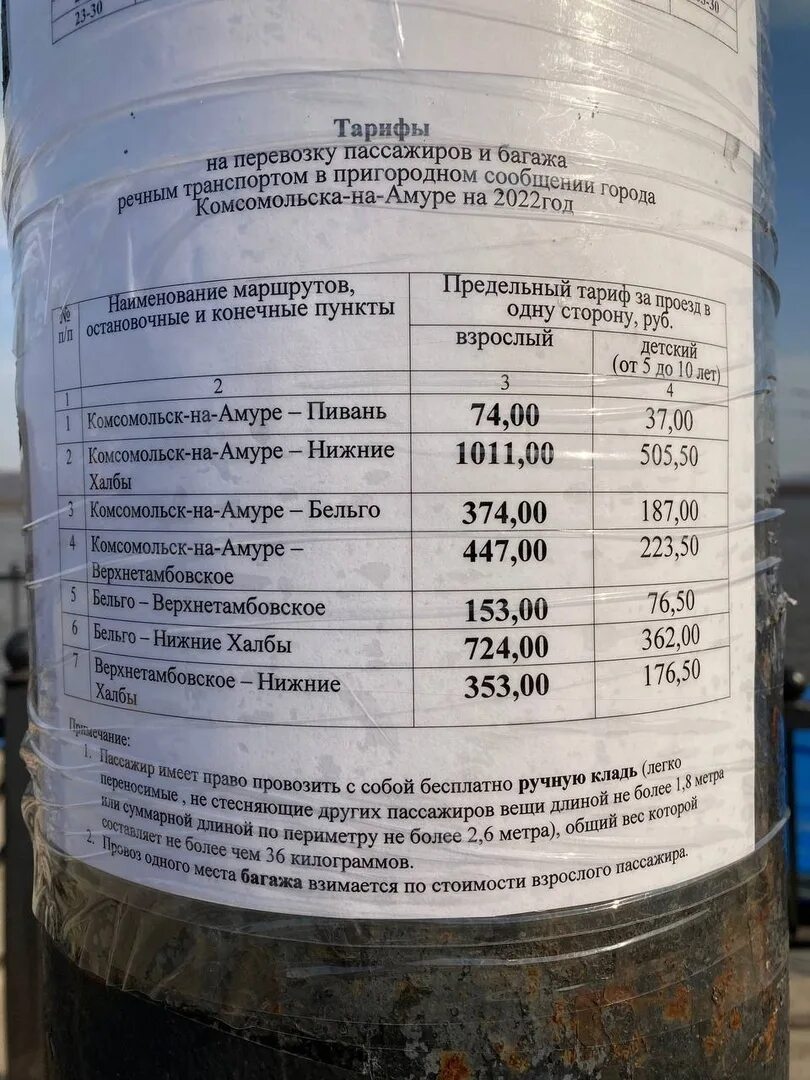 23-30
Тарифы
на перевозку пассажиров и багажа
речным транспортом в пригородном сообщении города
Комсомольска-на-Амуре на 2022год
№ п/п
Наименование маршрутов, остановочные и конечные пункты
Предельный тариф за проезд в одну сторону, руб.
взрослый
детский (от 5 до 10 лет)
1 2 3 4
1 Комсомольск-на-Амуре – Пивань 74,00 37,00
2 Комсомольск-на-Амуре – Нижние 1011,00 505,50
Халбы
3 Комсомольск-на-Амуре – Бельго 374,00 187,00
4 Комсомольск-на-Амуре – 447,00 223,50
Верхнетамбовское
5 Бельго – Верхнетамбовское 153,00 76,50
6 Бельго – Нижние Халбы 724,00 362,00
7 Верхнетамбовское – Нижние 353,00 176,50
Халбы
Примечание:
1. Пассажир имеет право провозить с собой бесплатно ручную кладь (легко
переносимые , не стесняющие других пассажиров вещи длиной не более 1,8 метра
или суммарной длиной по периметру не более 2,6 метра), общий вес которой
составляет не более чем 36 килограммов.
2. Провоз одного места багажа взимается по стоимости взрослого пассажира.